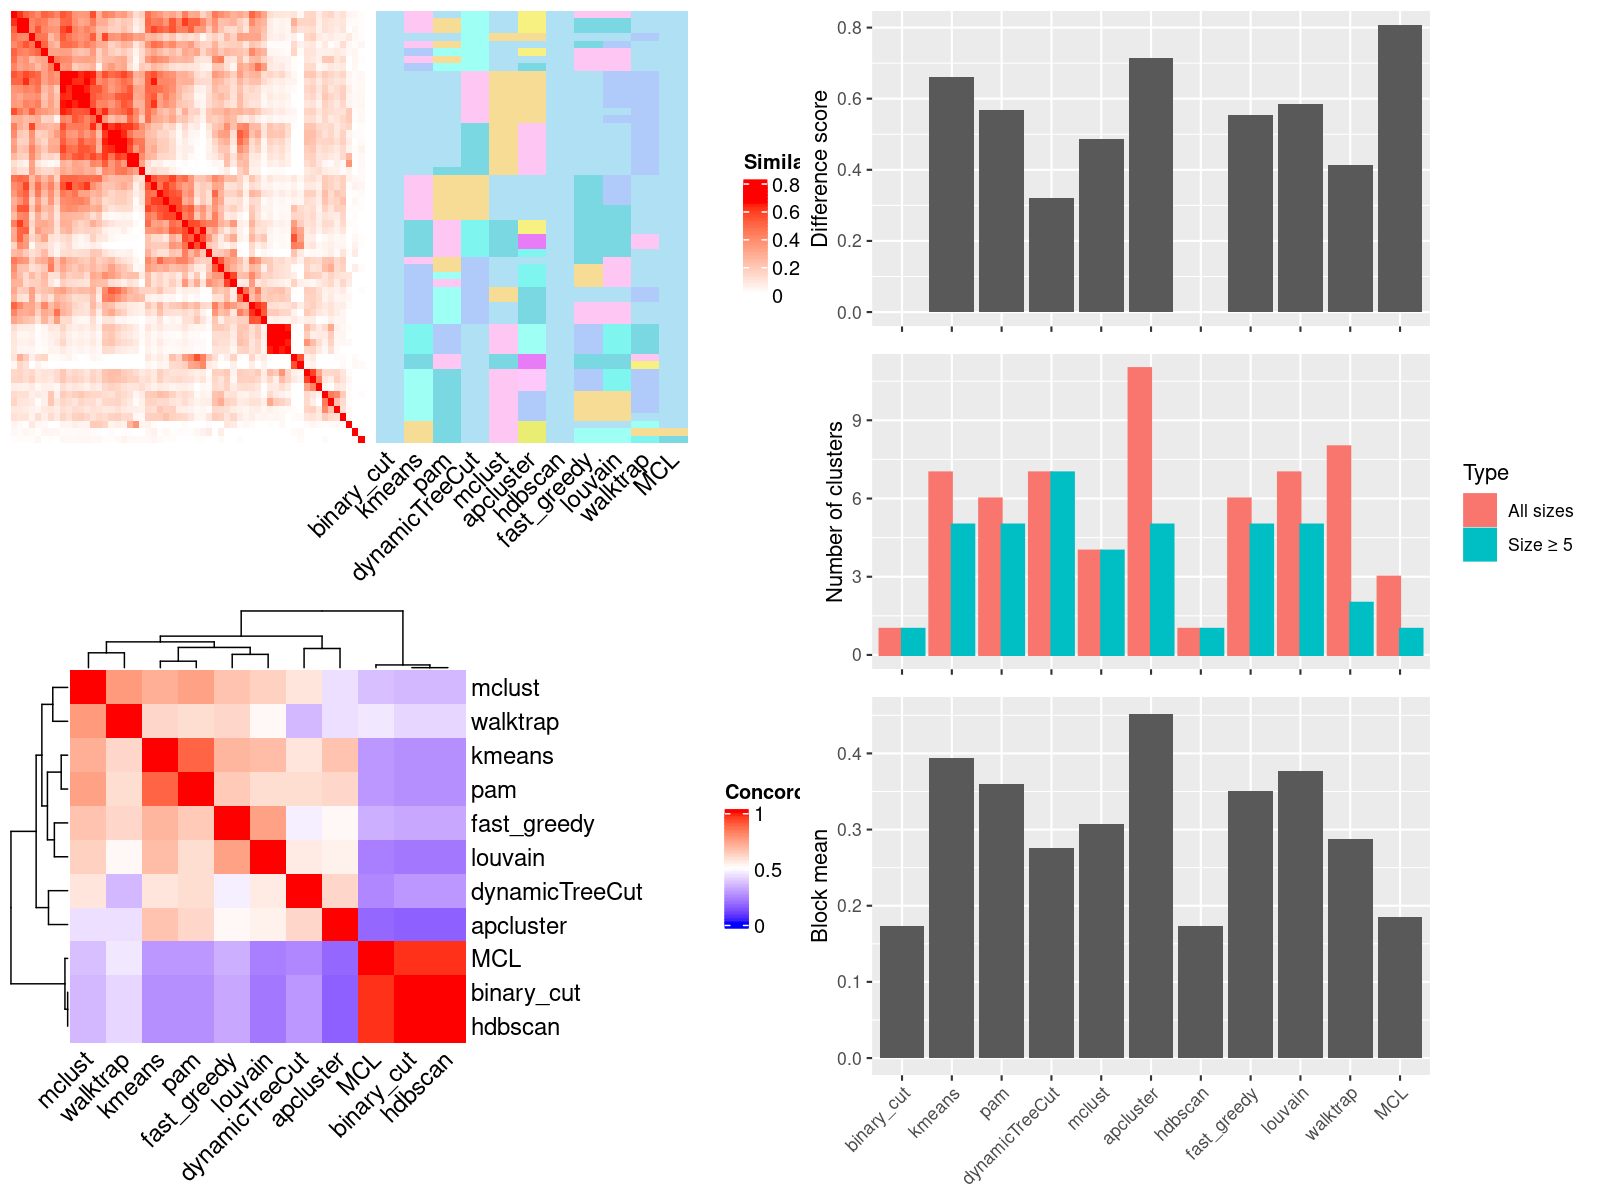 Simila
0.8
0.6
0.4
0.2
0
binary_cut
kmeans
pam
dynamicTreeCut
mclust
apcluster
hdbscan
fast_greedy
louvain
walktrap
MCL
mclust
walktrap
kmeans
pam
fast_greedy
louvain
dynamicTreeCut
apcluster
MCL
binary_cut
hdbscan
mclust
walktrap
kmeans
pam
fast_greedy
louvain
dynamicTreeCut
apcluster
MCL
binary_cut
hdbscan
Concord
1
0.5
0
Difference score
0.8
0.6
0.4
0.2
0.0
Number of clusters
9
6
3
0
Type
All sizes
Size ≥ 5
Block mean
0.4
0.3
0.2
0.1
0.0
binary_cut
kmeans
pam
dynamicTreeCut
mclust
apcluster
hdbscan
fast_greedy
louvain
walktrap
MCL